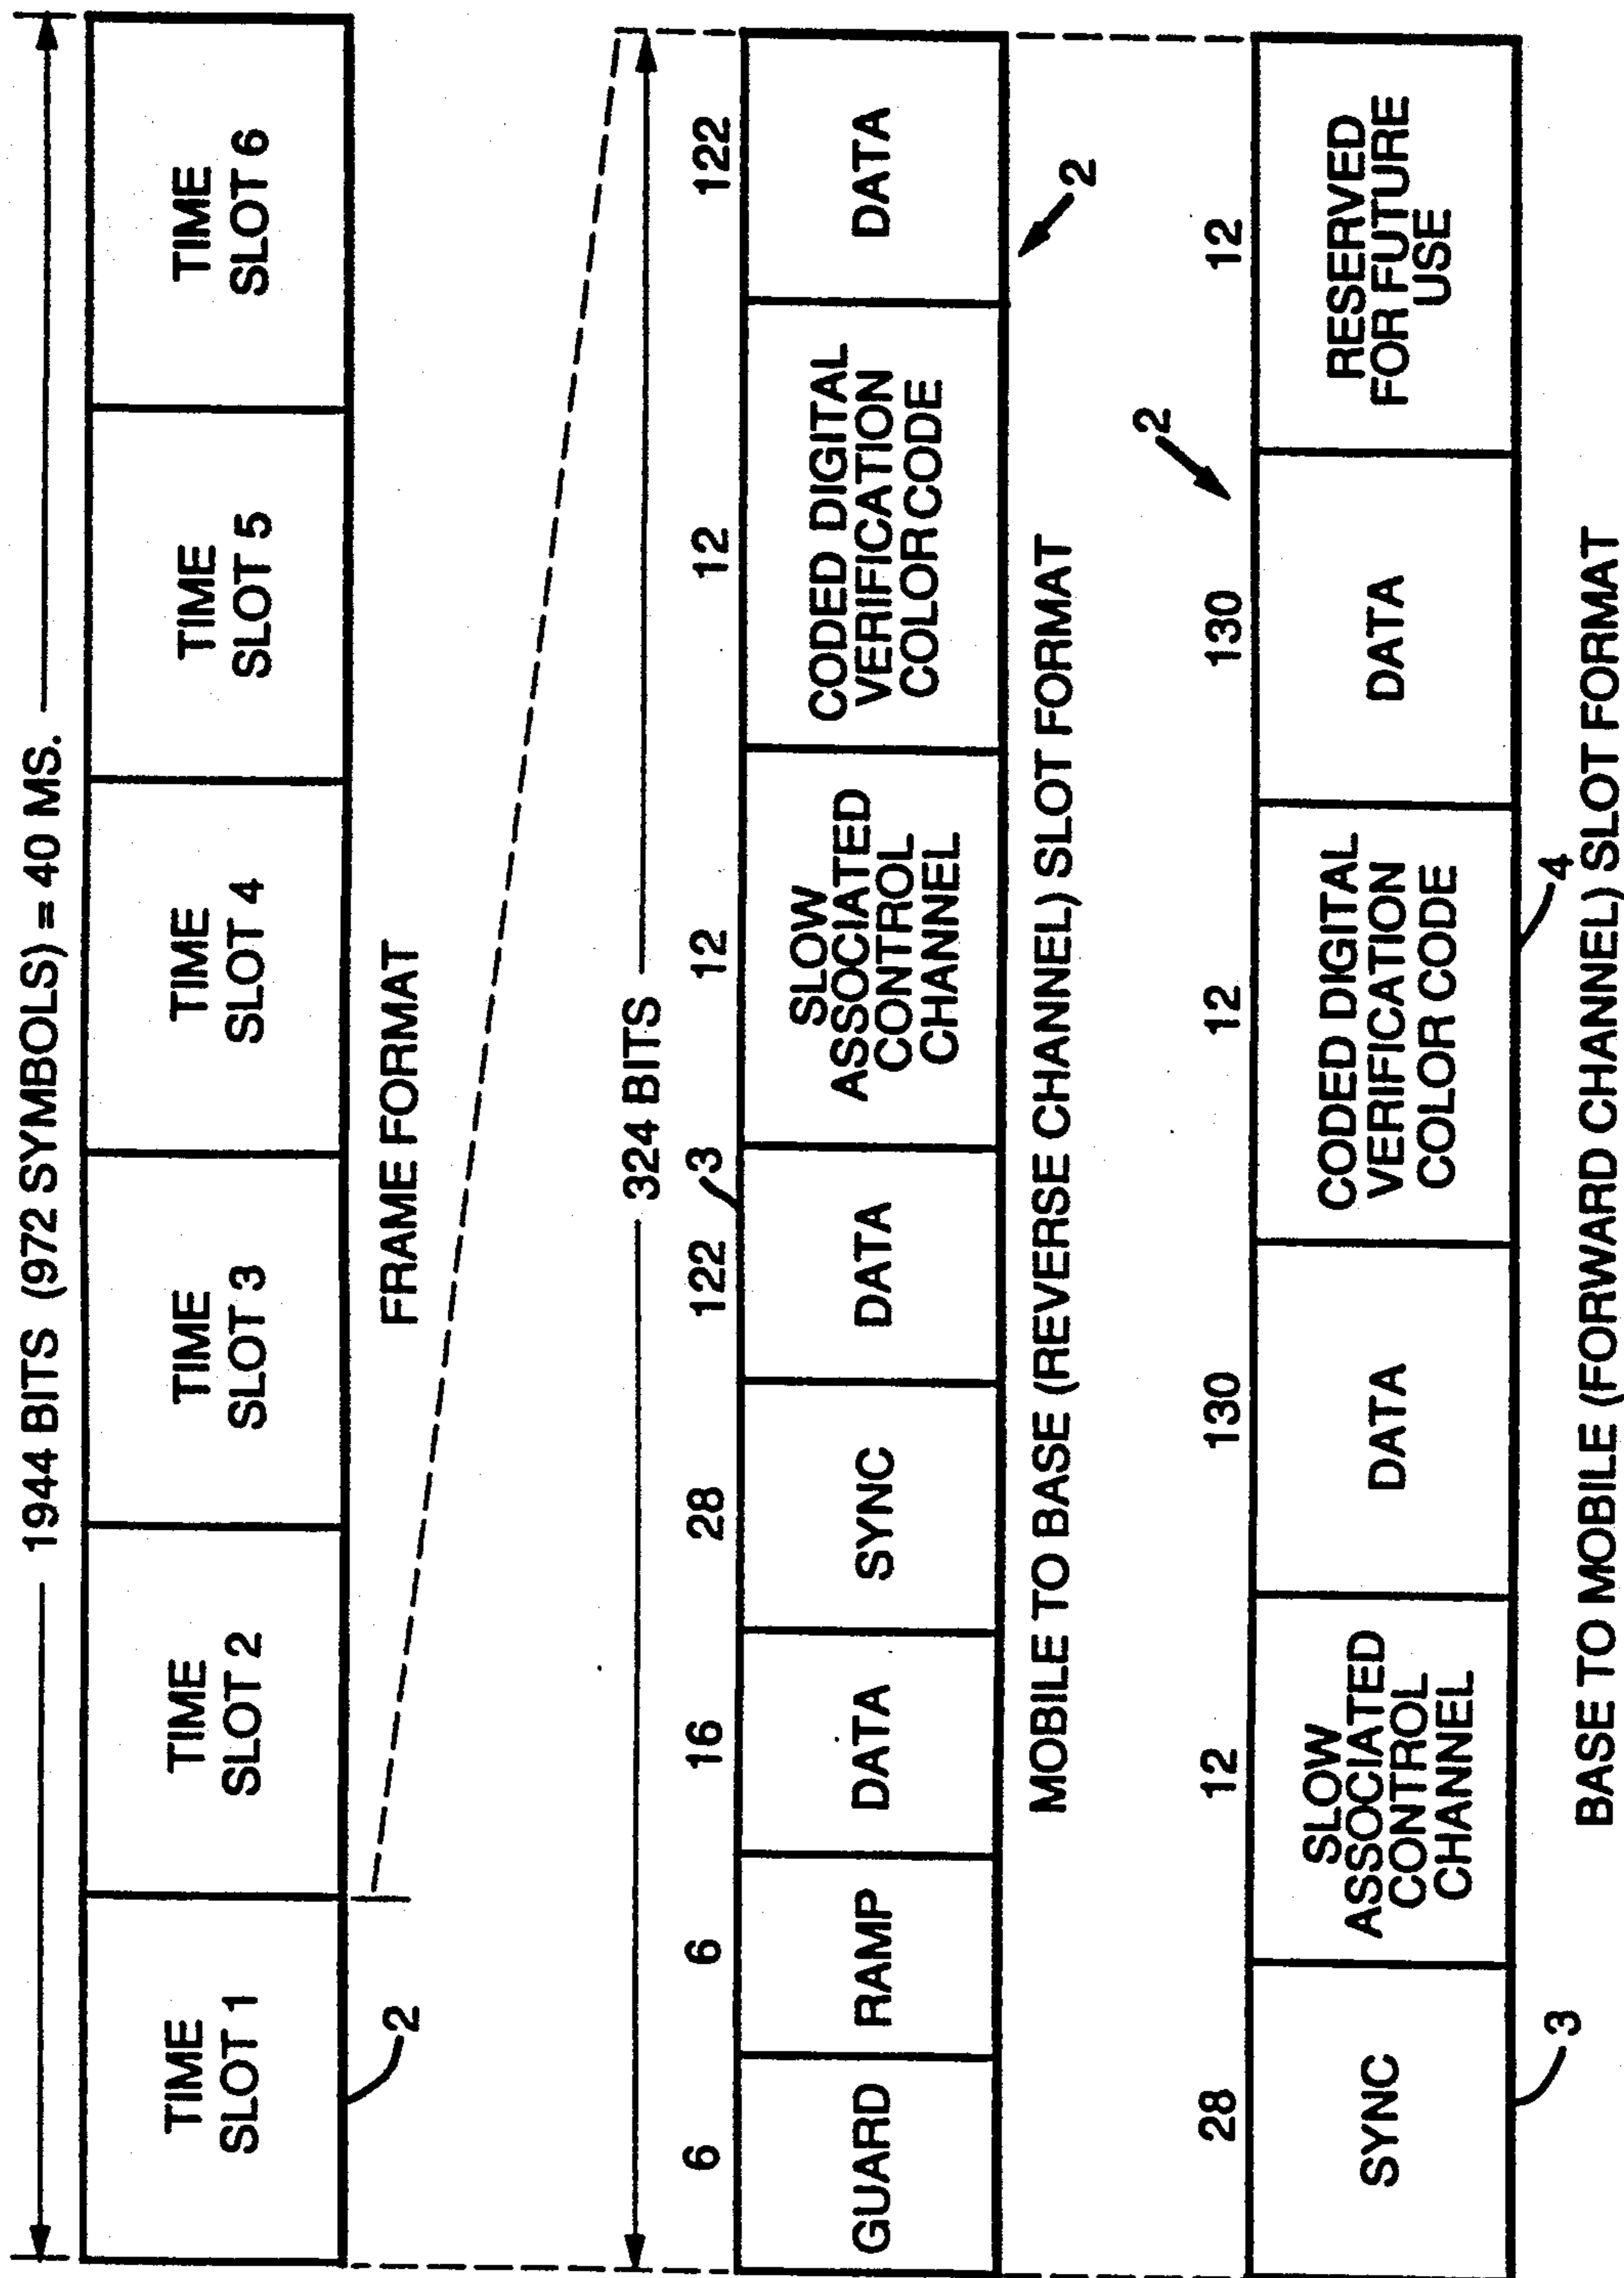 1944 BITS (972 SYMBOLS) = 40 MS.
TIME
SLOT 1
TIME
SLOT 2
TIME
SLOT 3
TIME
SLOT 4
TIME
SLOT 5
TIME
SLOT 6
2
FRAME FORMAT
324 BITS
6
6
16
28
122
3
12
12
122
GUARD
RAMP
DATA
SYNC
DATA
SLOW
ASSOCIATED
CONTROL
CHANNEL
CODED DIGITAL
VERIFICATION
COLOR CODE
DATA
2
MOBILE TO BASE (REVERSE CHANNEL) SLOT FORMAT
2
28
12
130
12
130
12
SYNC
SLOW
ASSOCIATED
CONTROL
CHANNEL
DATA
CODED DIGITAL
VERIFICATION
COLOR CODE
DATA
RESERVED
FOR FUTURE
USE
3
4
BASE TO MOBILE (FORWARD CHANNEL) SLOT FORMAT